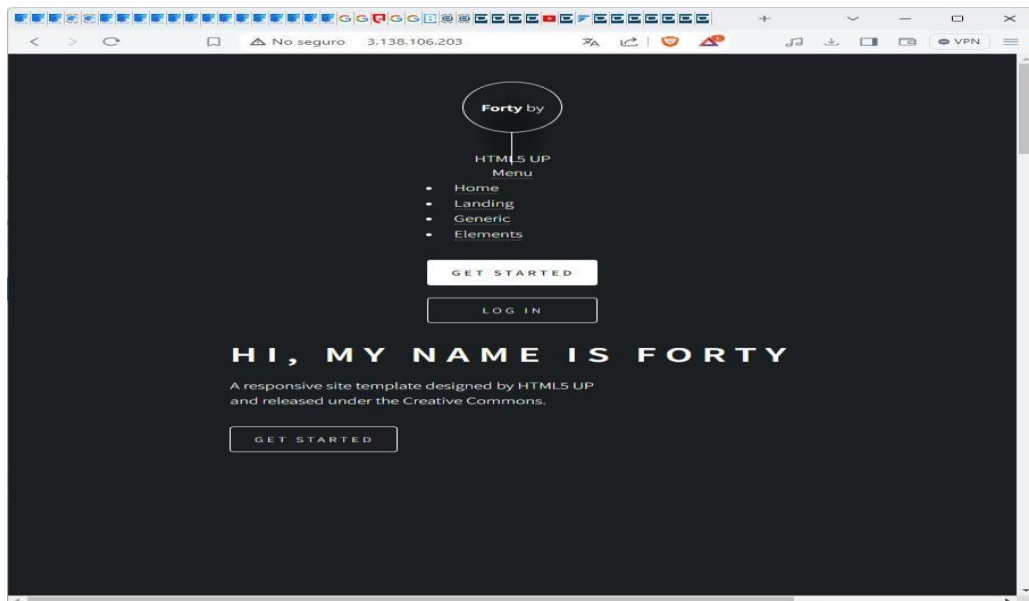 No seguro 3.138.106.203
VPN
Forty by
HTML5 UP
Menu
Home
Landing
Generic
Elements
GET STARTED
LOG IN
HI, MY NAME IS FORTY
A responsive site template designed by HTML5 UP
and released under the Creative Commons.
GET STARTED